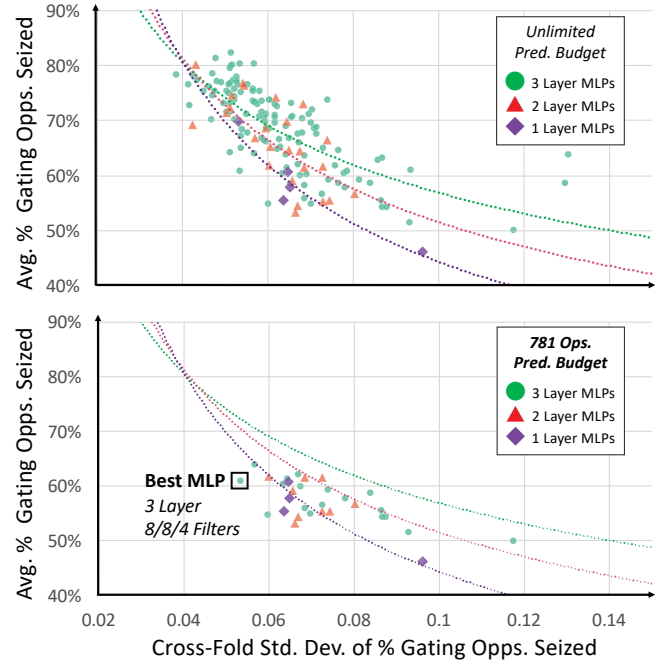 Avg. % Gating Opps. Seized
90%
80%
70%
60%
50%
40%
Unlimited
Pred. Budget
3 Layer MLPs
2 Layer MLPs
1 Layer MLPs
Avg. % Gating Opps. Seized
90%
80%
70%
60%
50%
40%
781 Ops.
Pred. Budget
3 Layer MLPs
2 Layer MLPs
1 Layer MLPs
Best MLP
3 Layer
8/8/4 Filters
0.02 0.04 0.06 0.08 0.1 0.12 0.14
Cross-Fold Std. Dev. of % Gating Opps. Seized